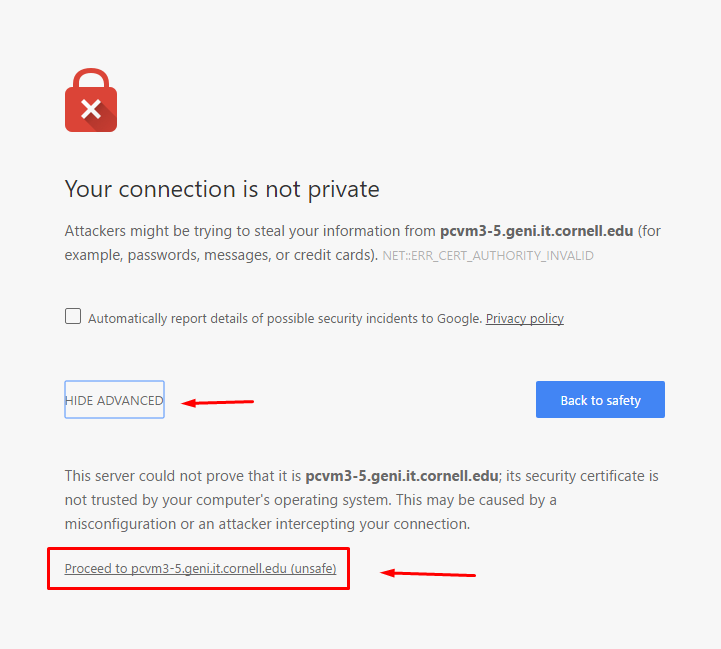 Your connection is not private
Attackers might be trying to steal your information from pcvm3-5.geni.it.cornell.edu (for
example, passwords, messages, or credit cards). NET::ERR_CERT_AUTHORITY_INVALID
Automatically report details of possible security incidents to Google. Privacy policy
HIDE ADVANCED
Back to safety
This server could not prove that it is pcvm3-5.geni.it.cornell.edu; its security certificate is
not trusted by your computer's operating system. This may be caused by a
misconfiguration or an attacker intercepting your connection.
Proceed to pcvm3-5.geni.it.cornell.edu (unsafe)